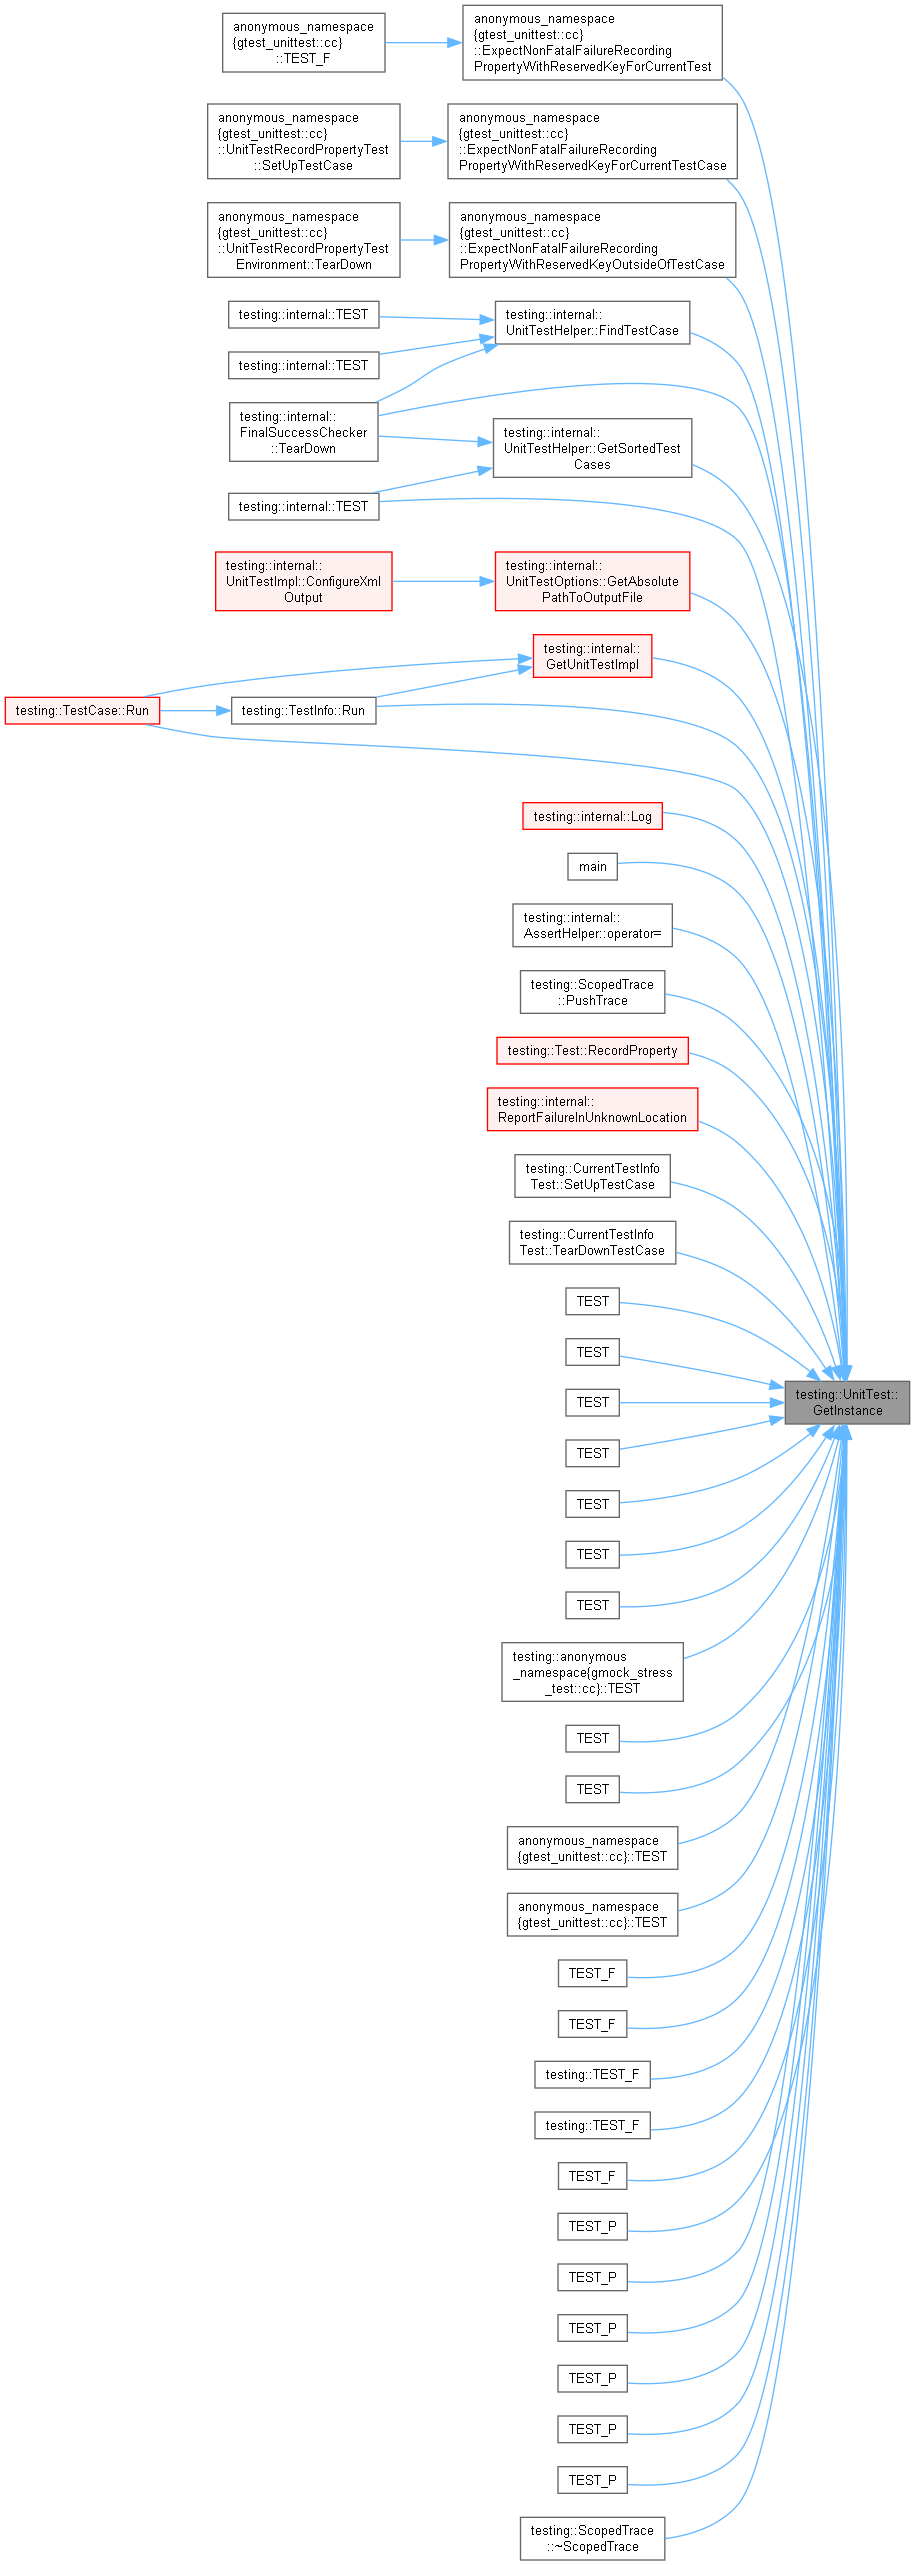 anonymous_namespace
{gtest_unittest::cc}
::TEST_F
anonymous_namespace
{gtest_unittest::cc}
::ExpectNonFatalFailureRecording
PropertyWithReservedKeyForCurrentTest
anonymous_namespace
{gtest_unittest::cc}
::UnitTestRecordPropertyTest
::SetUpTestCase
anonymous_namespace
{gtest_unittest::cc}
::ExpectNonFatalFailureRecording
PropertyWithReservedKeyForCurrentTestCase
anonymous_namespace
{gtest_unittest::cc}
::UnitTestRecordPropertyTest
Environment::TearDown
anonymous_namespace
{gtest_unittest::cc}
::ExpectNonFatalFailureRecording
PropertyWithReservedKeyOutsideOfTestCase
testing::internal::TEST
testing::internal::
UnitTestHelper::FindTestCase
testing::internal::TEST
testing::internal::
FinalSuccessChecker
::TearDown
testing::internal::
UnitTestHelper::GetSortedTest
Cases
testing::internal::TEST
testing::internal::
UnitTestImpl::ConfigureXml
Output
testing::internal::
UnitTestOptions::GetAbsolute
PathToOutputFile
testing::internal::
GetUnitTestImpl
testing::TestCase::Run
testing::TestInfo::Run
testing::internal::Log
main
testing::internal::
AssertHelper::operator=
testing::ScopedTrace
::PushTrace
testing::Test::RecordProperty
testing::internal::
ReportFailureInUnknownLocation
testing::CurrentTestInfo
Test::SetUpTestCase
testing::CurrentTestInfo
Test::TearDownTestCase
TEST
TEST
testing::UnitTest::
GetInstance
TEST
TEST
TEST
TEST
TEST
testing::anonymous
_namespace{gmock_stress
_test::cc}::TEST
TEST
TEST
anonymous_namespace
{gtest_unittest::cc}::TEST
anonymous_namespace
{gtest_unittest::cc}::TEST
TEST_F
TEST_F
testing::TEST_F
testing::TEST_F
TEST_F
TEST_P
TEST_P
TEST_P
TEST_P
TEST_P
TEST_P
testing::ScopedTrace
::~ScopedTrace